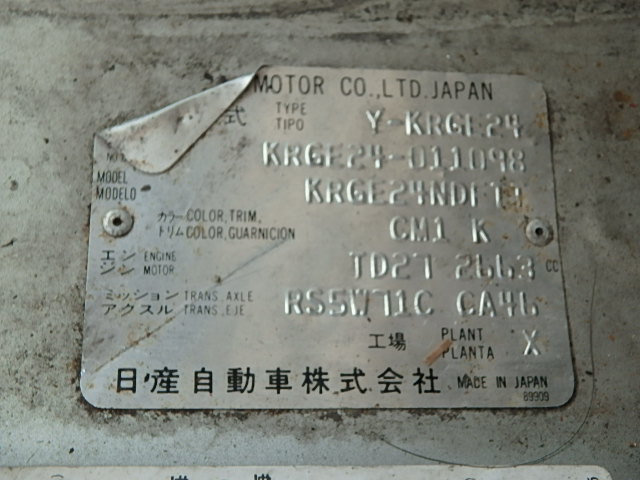 MOTOR CO.,LTD.JAPAN
式 TYPE TIPO Y-KRGE24
NO. KRGE24-011098
MODEL MODELO
カラー COLOR, TRIM, CM1 K
トリム COLOR, GUARNICION
エンジン ENGINE MOTOR TD27 2663 CC
ミッション TRANS. AXLE RS5W71C CA46
アクスル TRANS, EJE
工場 PLANT PLANTA X
日産自動車株式会社 MADE IN JAPAN
89909